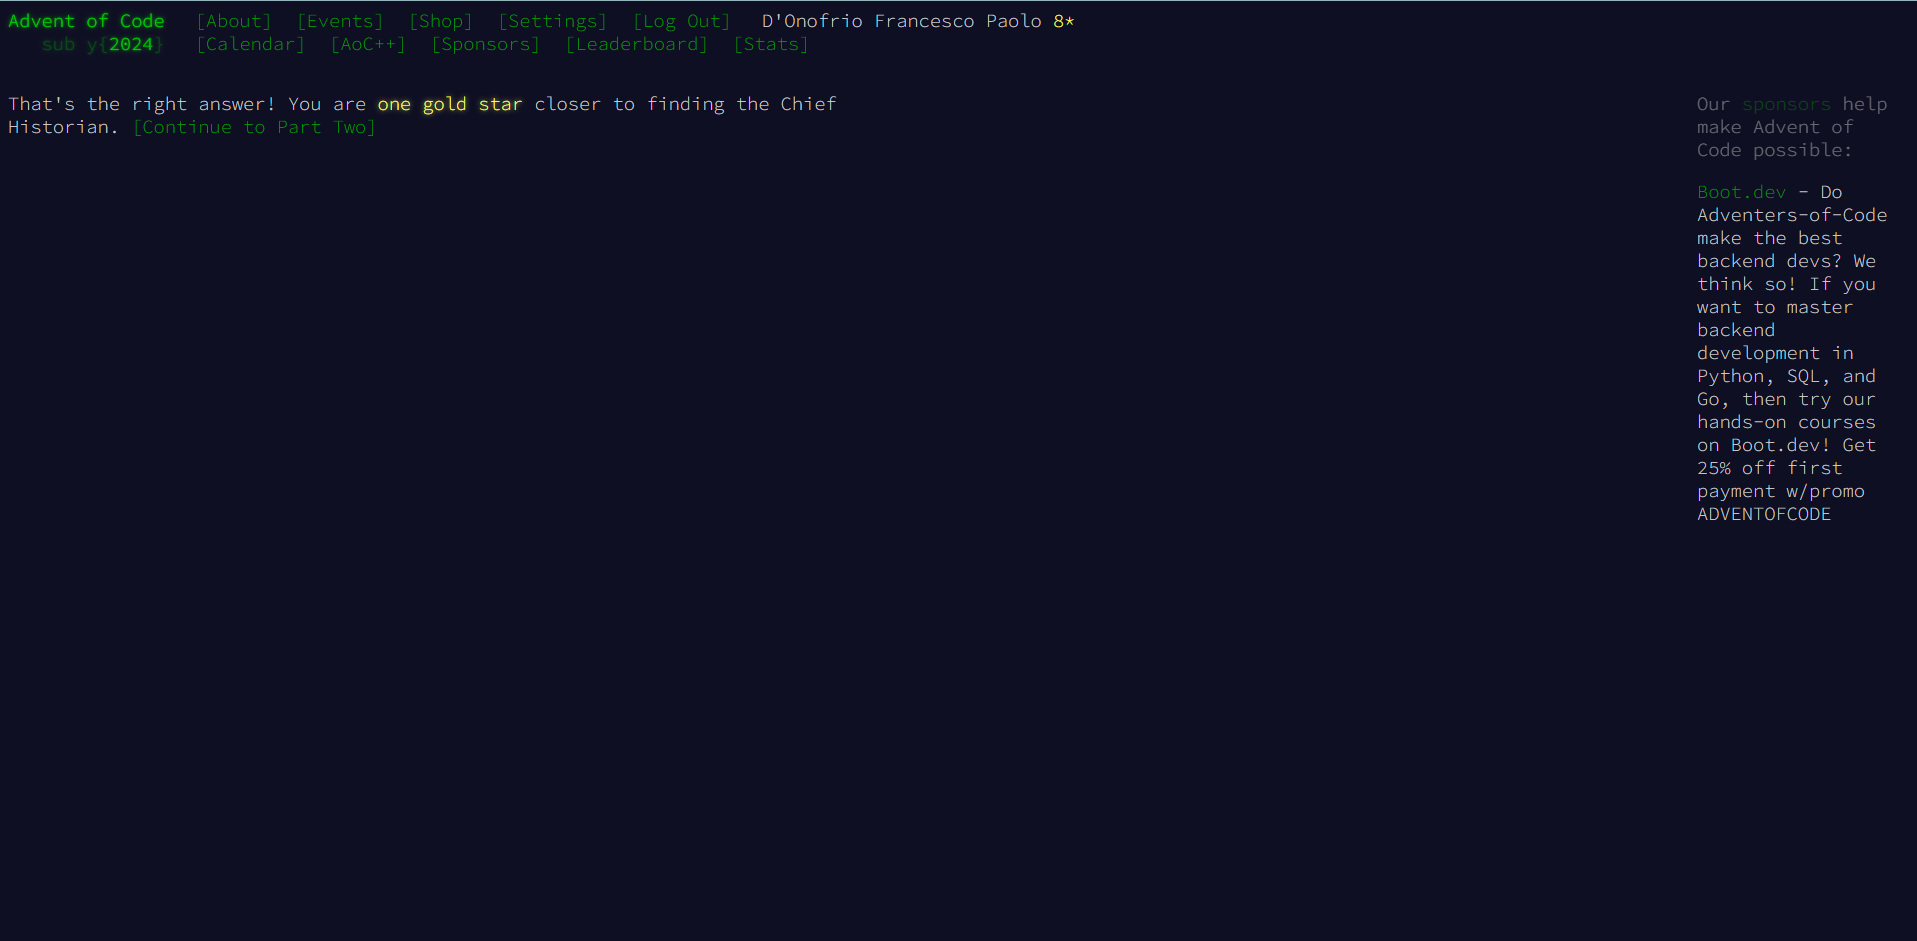 Advent of Code [About] [Events] [Shop] [Settings] [Log Out] D'Onofrio Francesco Paolo 8*
sub y{2024} [Calendar] [AoC++] [Sponsors] [Leaderboard] [Stats]
That's the right answer! You are one gold star closer to finding the Chief
Historian. [Continue to Part Two]
Our sponsors help
make Advent of
Code possible:
Boot.dev - Do
Adventers-of-Code
make the best
backend devs? We
think so! If you
want to master
backend
development in
Python, SQL, and
Go, then try our
hands-on courses
on Boot.dev! Get
25% off first
payment w/promo
ADVENTOFCODE